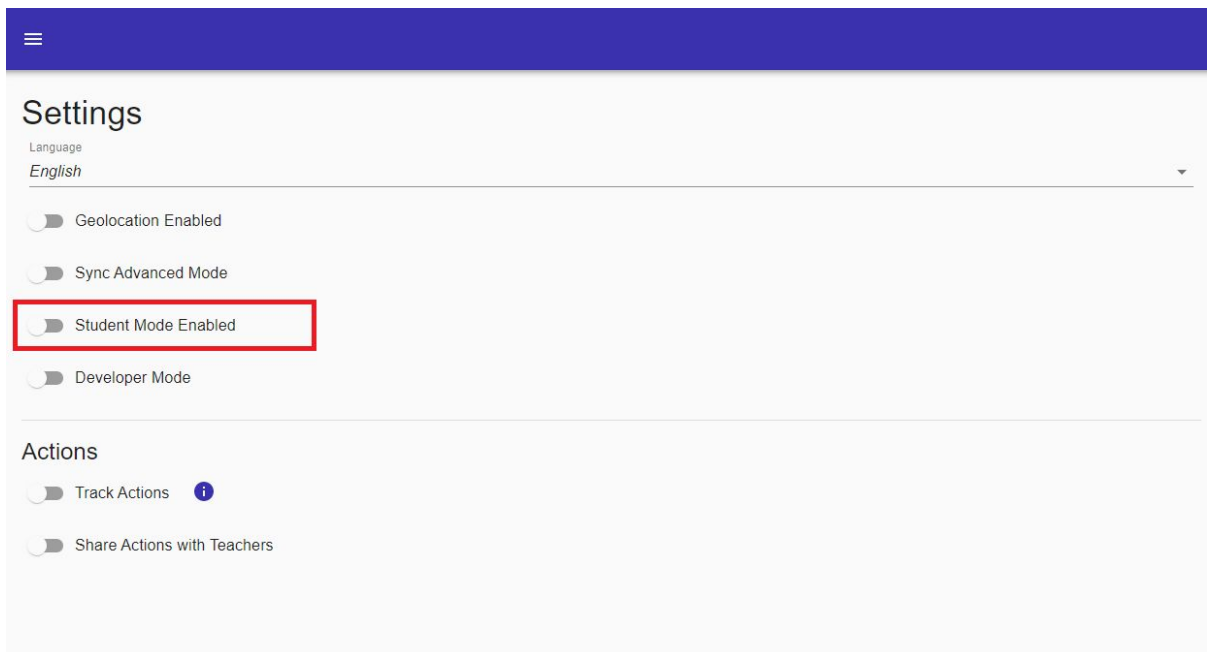 Settings
Language
English
Geolocation Enabled
Sync Advanced Mode
Student Mode Enabled
Developer Mode
Actions
Track Actions
Share Actions with Teachers